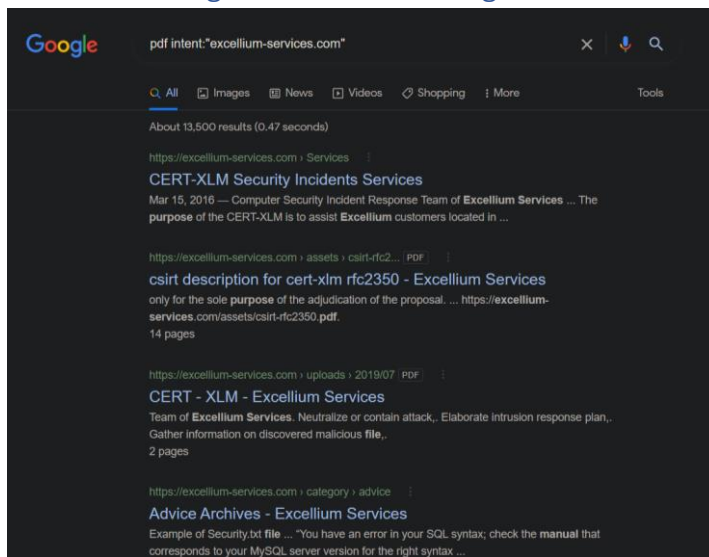 Google
pdf intent:"excellium-services.com"
All Images News Videos Shopping More Tools
About 13,500 results (0.47 seconds)
https://excellium-services.com › Services
CERT-XLM Security Incidents Services
Mar 15, 2016 — Computer Security Incident Response Team of Excellium Services ... The
purpose of the CERT-XLM is to assist Excellium customers located in ...
https://excellium-services.com › assets › csirt-rfc2... PDF
csirt description for cert-xlm rfc2350 - Excellium Services
only for the sole purpose of the adjudication of the proposal. ... https://excellium-
services.com/assets/csirt-rfc2350.pdf.
14 pages
https://excellium-services.com › uploads › 2019/07 PDF
CERT - XLM - Excellium Services
Team of Excellium Services. Neutralize or contain attack,. Elaborate intrusion response plan,.
Gather information on discovered malicious file,.
2 pages
https://excellium-services.com › category › advice
Advice Archives - Excellium Services
Example of Security.txt file ... "You have an error in your SQL syntax; check the manual that
corresponds to your MySQL server version for the right syntax ...